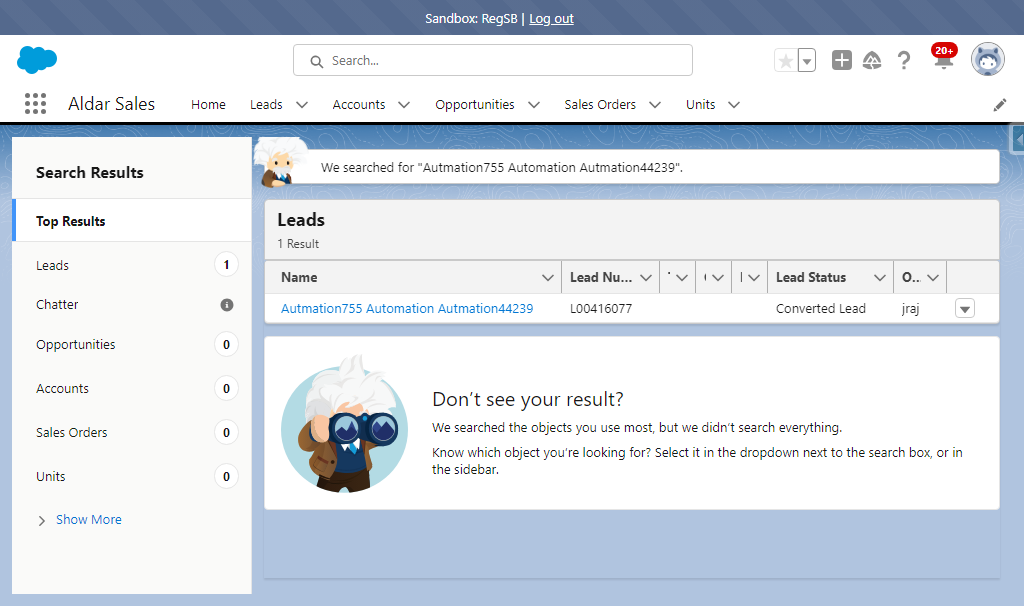 Sandbox: RegSB | Log out
Search...
20+
Aldar Sales
Home
Leads
Accounts
Opportunities
Sales Orders
Units
Search Results
Top Results
Leads 1
Chatter
Opportunities 0
Accounts 0
Sales Orders 0
Units 0
Show More
We searched for "Autmation755 Automation Autmation44239".
Leads
1 Result
Name Lead Nu... Lead Status O...
Autmation755 Automation Autmation44239 L00416077 Converted Lead jraj
Don't see your result?
We searched the objects you use most, but we didn't search everything.
Know which object you're looking for? Select it in the dropdown next to the search box, or in
the sidebar.